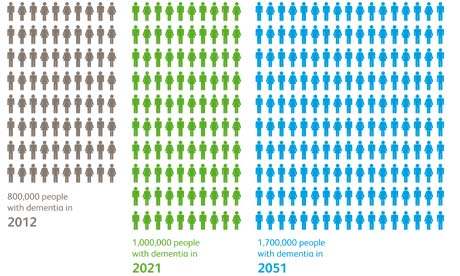 800,000 people
with dementia in
2012
1,000,000 people
with dementia in
2021
1,700,000 people
with dementia in
2051